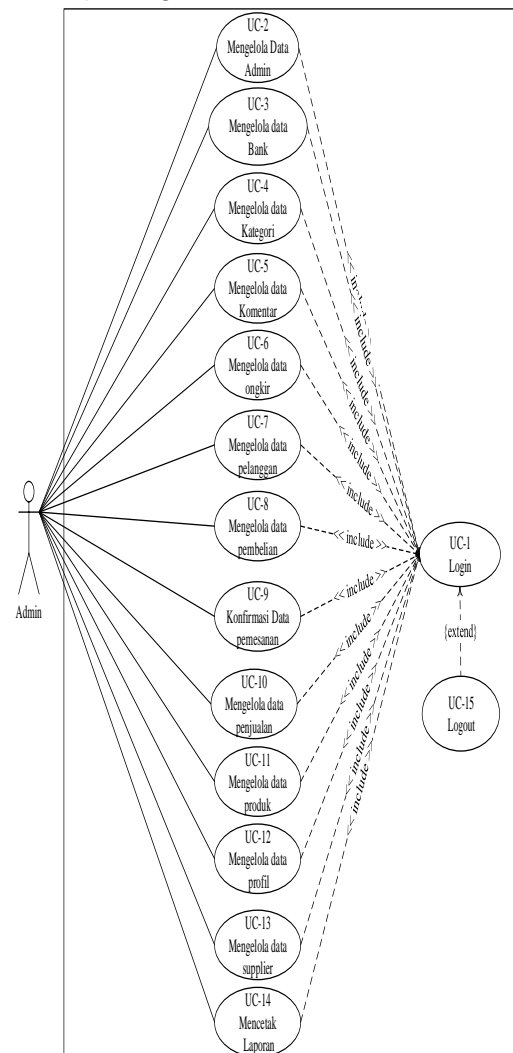 UC-2
Mengelola Data
Admin
UC-3
Mengelola data
Bank
UC-4
Mengelola data
Kategori
UC-5
Mengelola data
Komentar
UC-6
Mengelola data
ongkir
UC-7
Mengelola data
pelanggan
UC-8
Mengelola data
pembelian
UC-9
Konfirmasi Data
pemesanan
UC-10
Mengelola data
penjualan
UC-11
Mengelola data
produk
UC-12
Mengelola data
profil
UC-13
Mengelola data
supplier
UC-14
Mencetak
Laporan
Admin
<< include >>
<< include >>
<< include >>
<< include >>
<< include >>
<< include >>
<< include >>
<< include >>
<< include >>
<< include >>
<< include >>
<< include >>
<< include >>
UC-1
Login
{extend}
UC-15
Logout